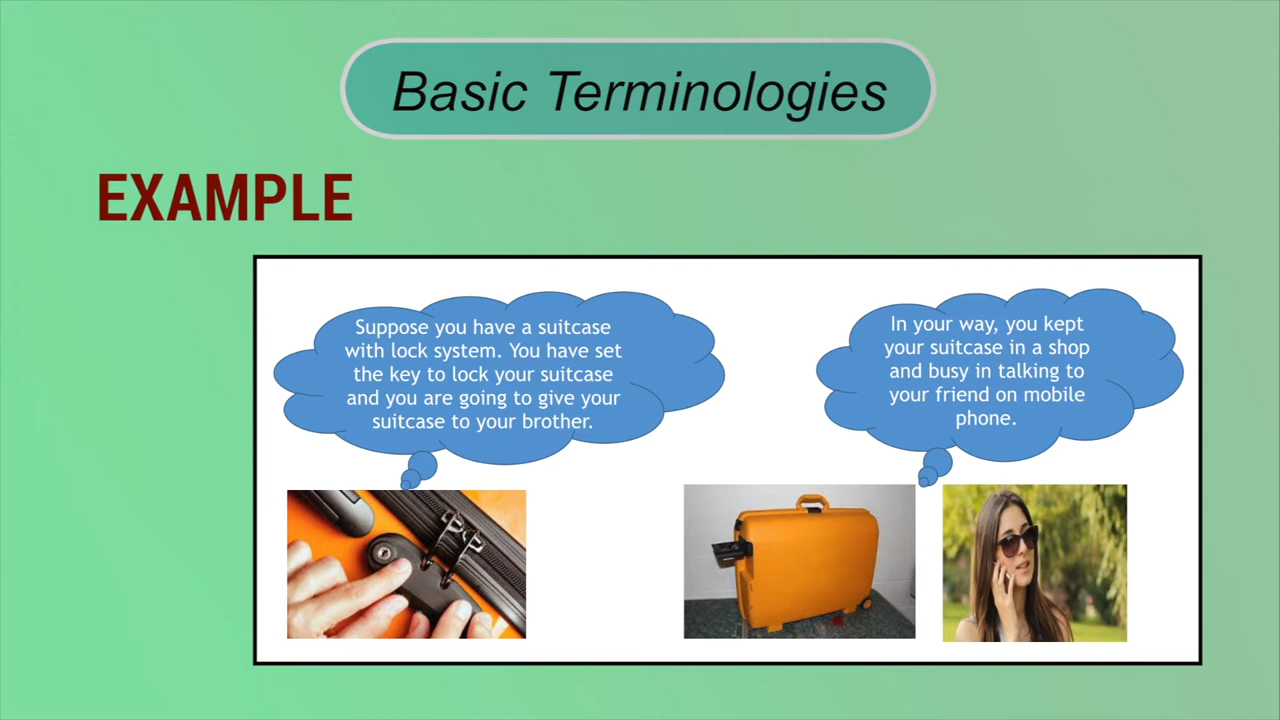 Basic Terminologies
EXAMPLE
Suppose you have a suitcase
with lock system. You have set
the key to lock your suitcase
and you are going to give your
suitcase to your brother.
In your way, you kept
your suitcase in a shop
and busy in talking to
your friend on mobile
phone.